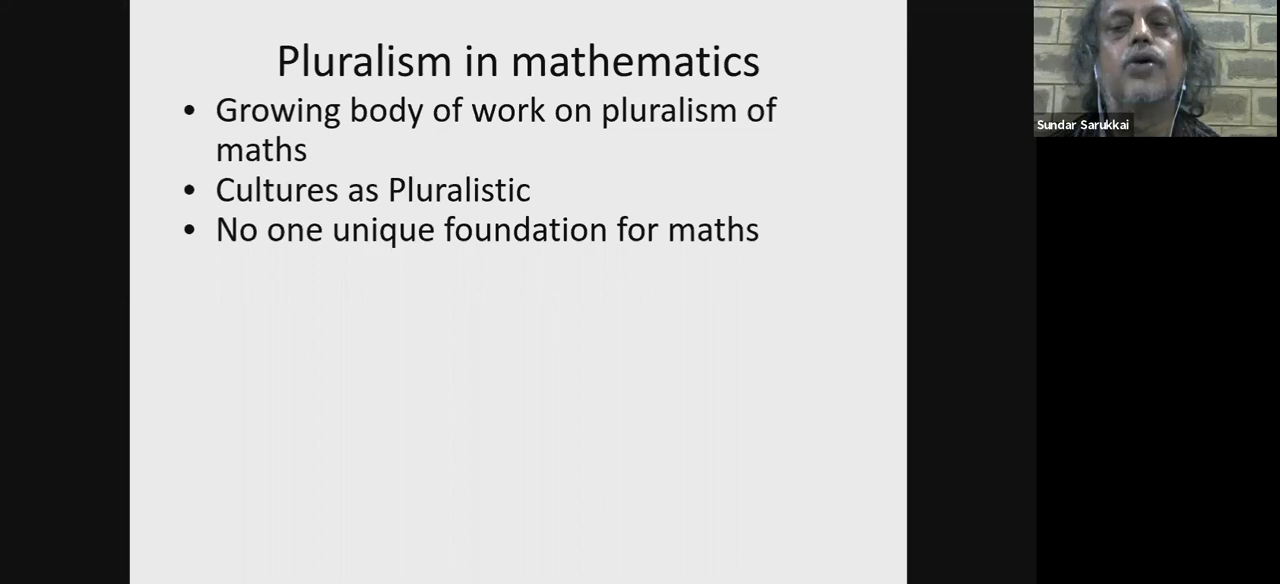 Pluralism in mathematics
• Growing body of work on pluralism of
maths
• Cultures as Pluralistic
• No one unique foundation for maths
Sundar Sarukkai